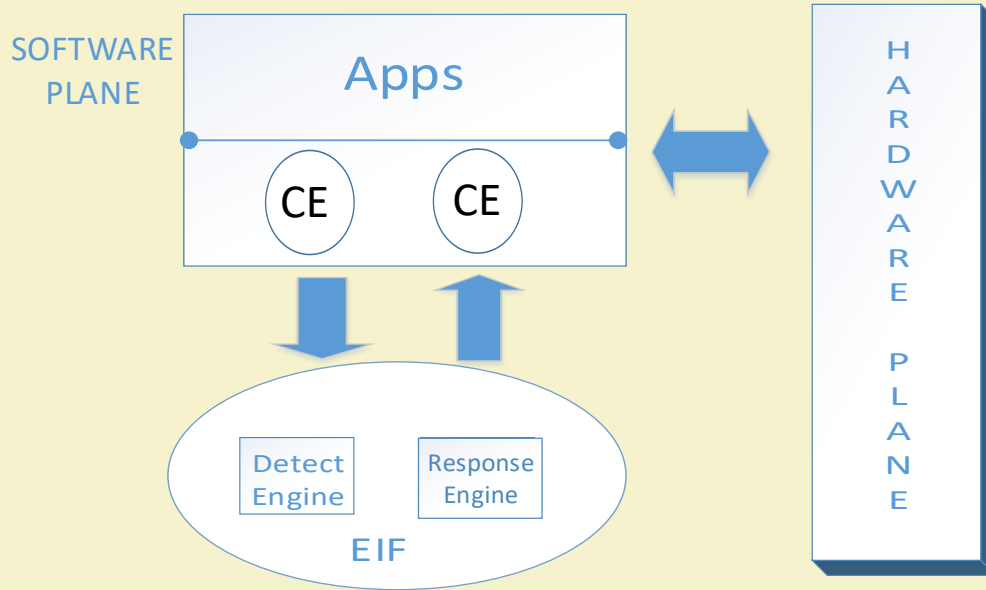 SOFTWARE
PLANE
Apps
CE
CE
Detect
Engine
Response
Engine
EIF
H
A
R
D
W
A
R
E
P
L
A
N
E